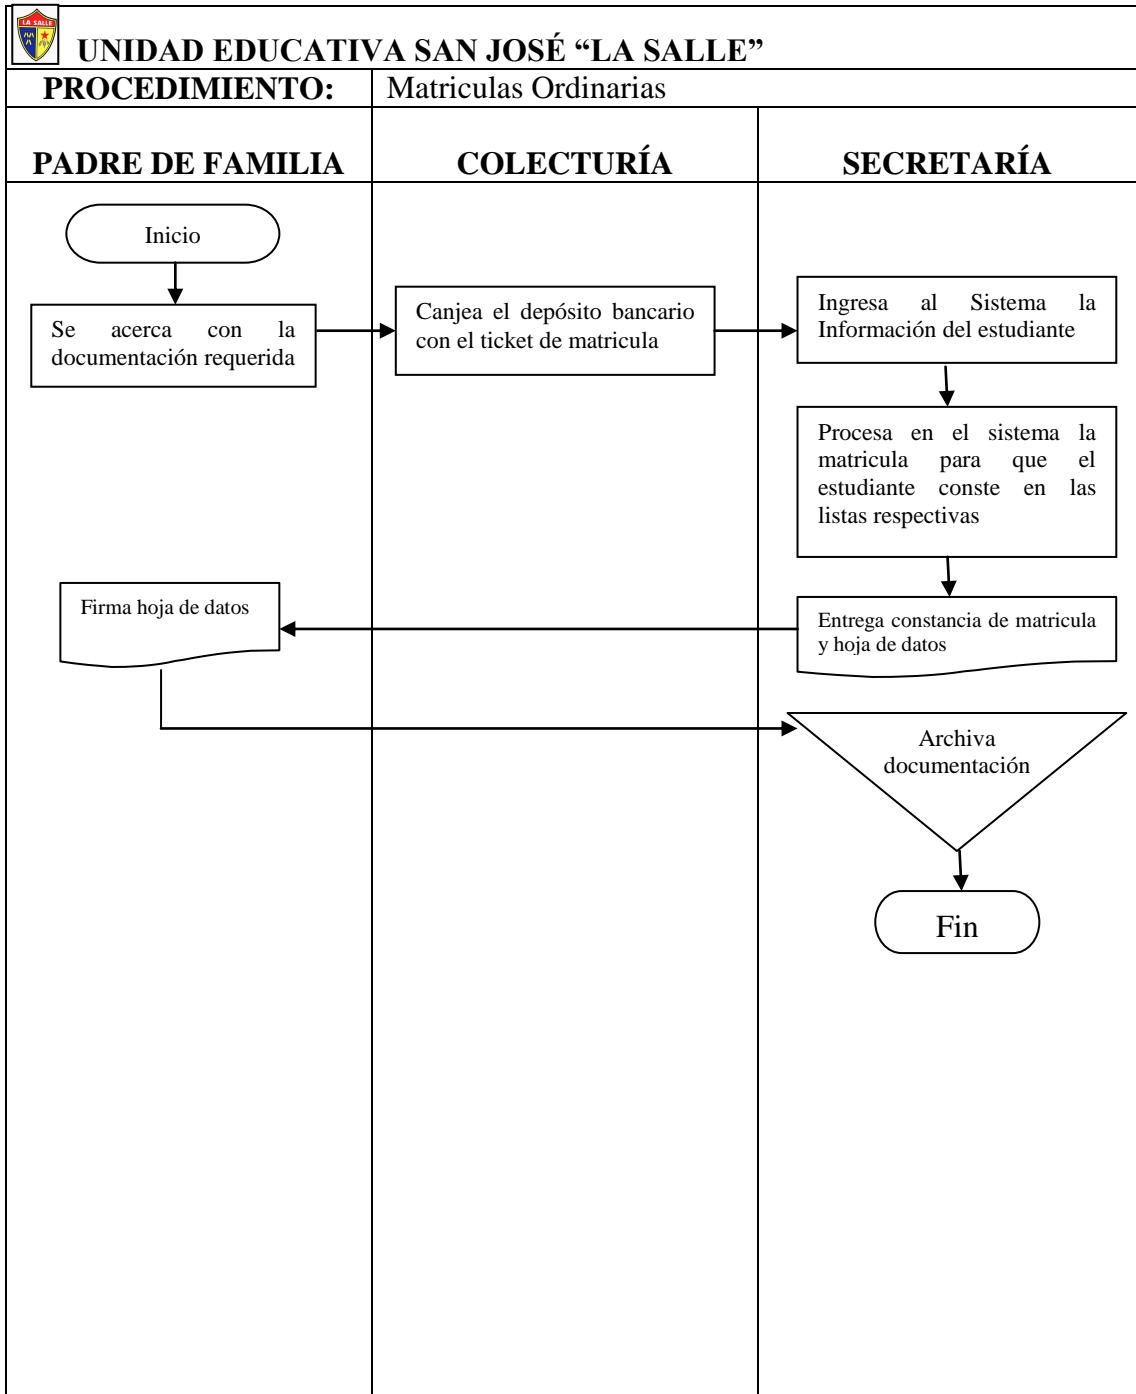 LA SALLE
UNIDAD EDUCATIVA SAN JOSÉ “LA SALLE”
PROCEDIMIENTO: Matriculas Ordinarias
PADRE DE FAMILIA COLECTURÍA SECRETARÍA
Inicio
Se acerca con la
documentación requerida
Canjea el depósito bancario
con el ticket de matricula
Ingresa al Sistema la
Información del estudiante
Procesa en el sistema la
matricula para que el
estudiante conste en las
listas respectivas
Entrega constancia de matricula
y hoja de datos
Firma hoja de datos
Archiva
documentación
Fin